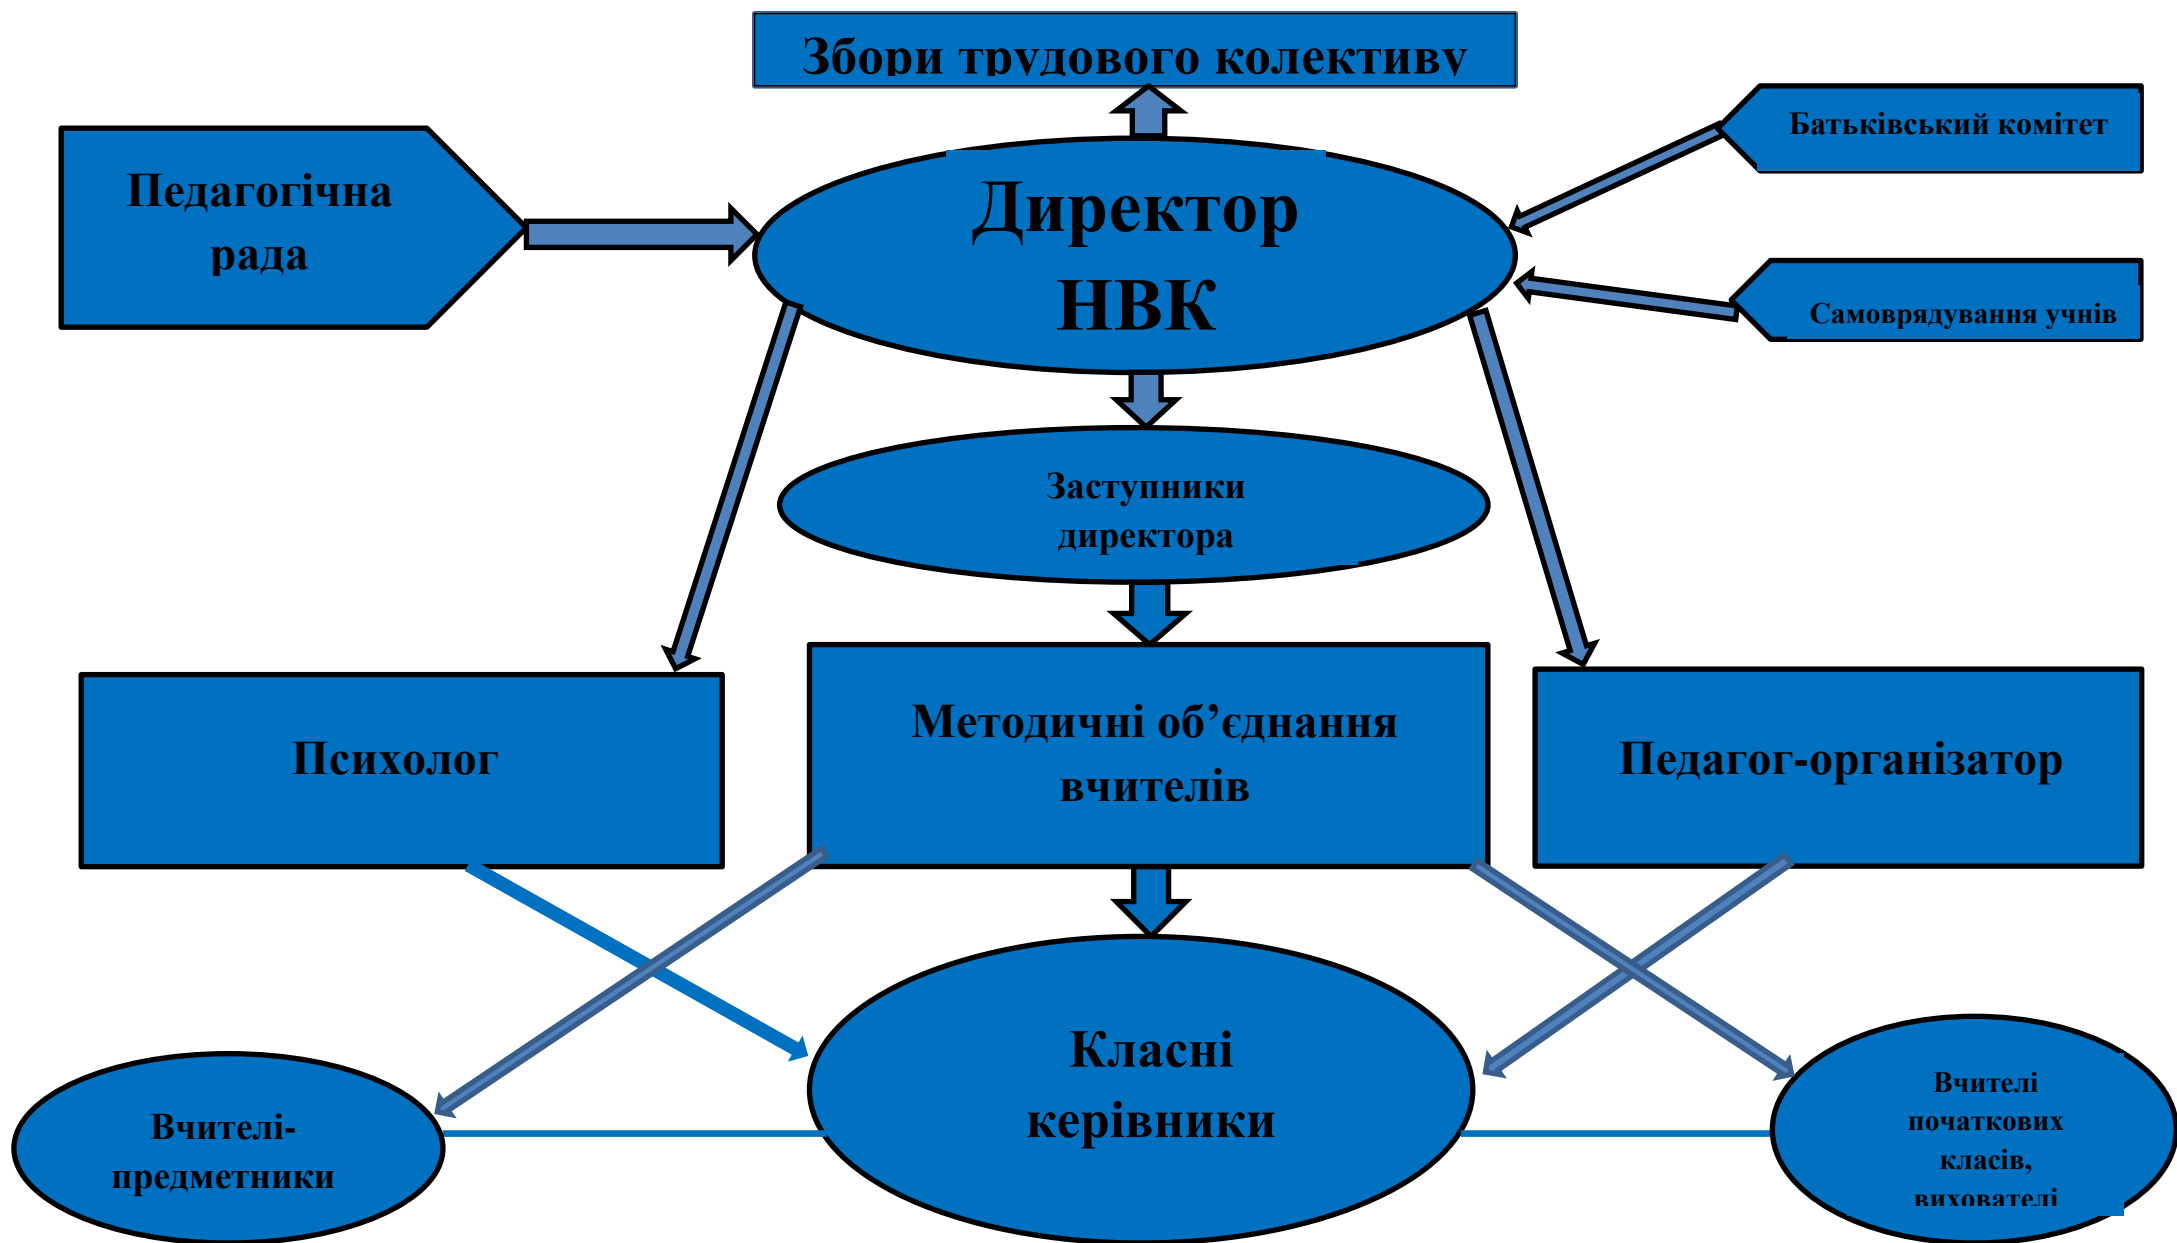 Збори трудового колективу
Батьківський комітет
Педагогічна
рада
Директор
НВК
Самоврядування учнів
Заступники
директора
Психолог
Методичні об’єднання
вчителів
Педагог-організатор
Класні
керівники
Вчителі-
предметники
Вчителі
початкових
класів,
вихователі